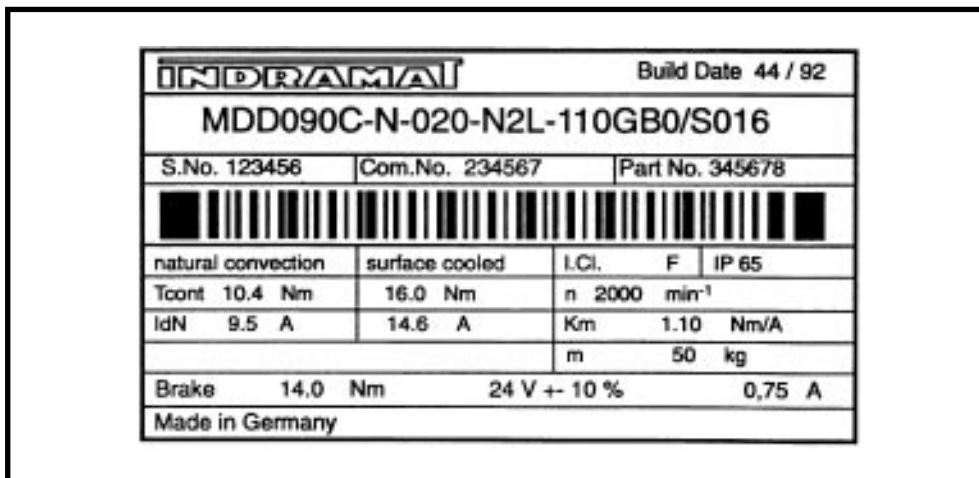 INDRAMAT Build Date 44 / 92
MDD090C-N-020-N2L-110GB0/S016
S.No. 123456 Com.No. 234567 Part No. 345678
natural convection surface cooled I.Cl. F IP 65
Tcont 10.4 Nm 16.0 Nm n 2000 min-1
IdN 9.5 A 14.6 A Km 1.10 Nm/A
m 50 kg
Brake 14.0 Nm 24 V +- 10 % 0,75 A
Made in Germany